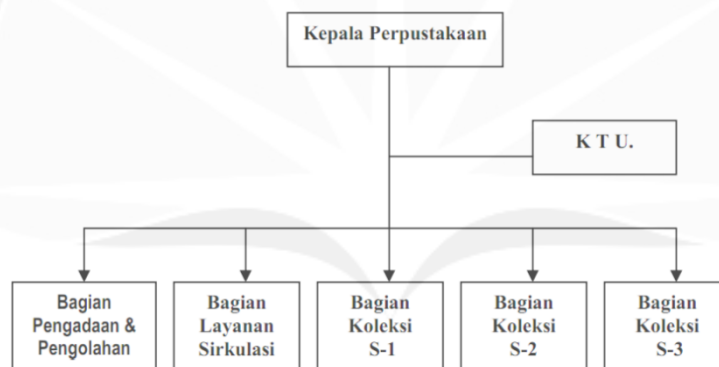 Kepala Perpustakaan
K T U.
Bagian
Pengadaan &
Pengolahan
Bagian
Layanan
Sirkulasi
Bagian
Koleksi
S-1
Bagian
Koleksi
S-2
Bagian
Koleksi
S-3